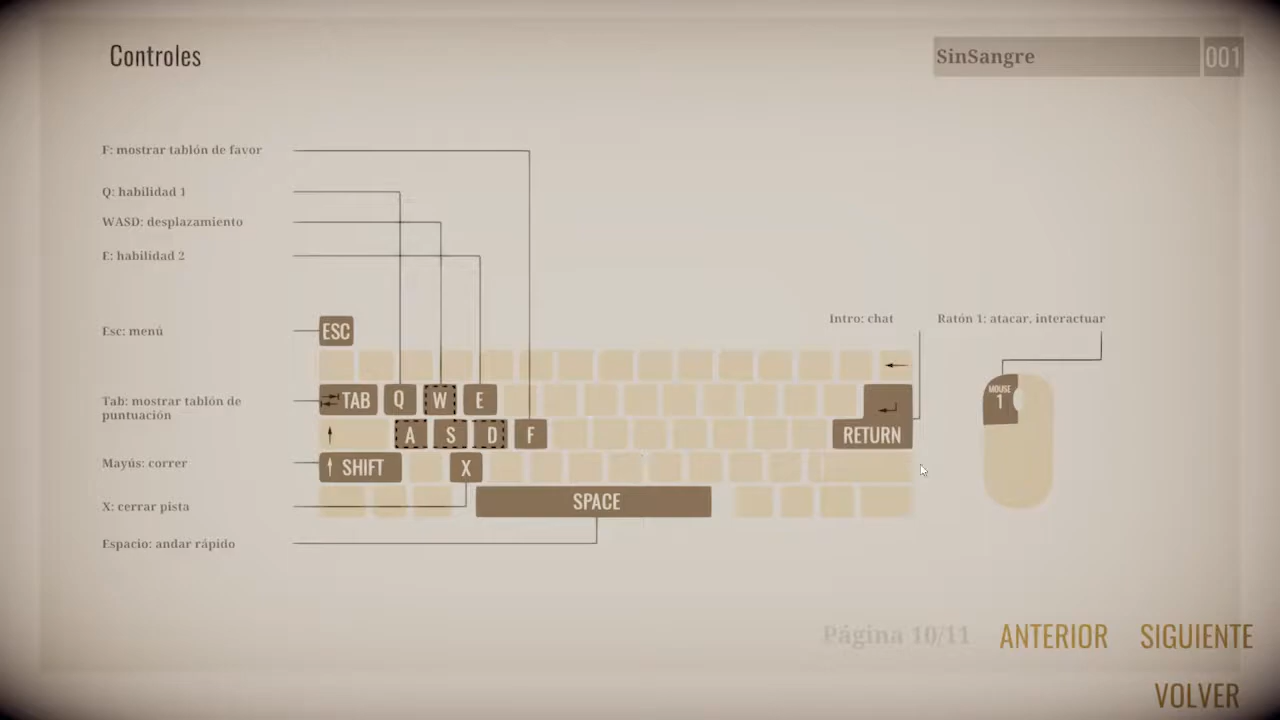 Controles
SinSangre
001
F: mostrar tablón de favor
Q: habilidad 1
WASD: desplazamiento
E: habilidad 2
Esc: menú
Tab: mostrar tablón de
puntuación
Mayús: correr
X: cerrar pista
Espacio: andar rápido
Intro: chat
Ratón 1: atacar, interactuar
ESC
TAB
Q
W
E
A
S
D
F
RETURN
SHIFT
X
SPACE
MOUSE
1
Página 10/11
ANTERIOR
SIGUIENTE
VOLVER